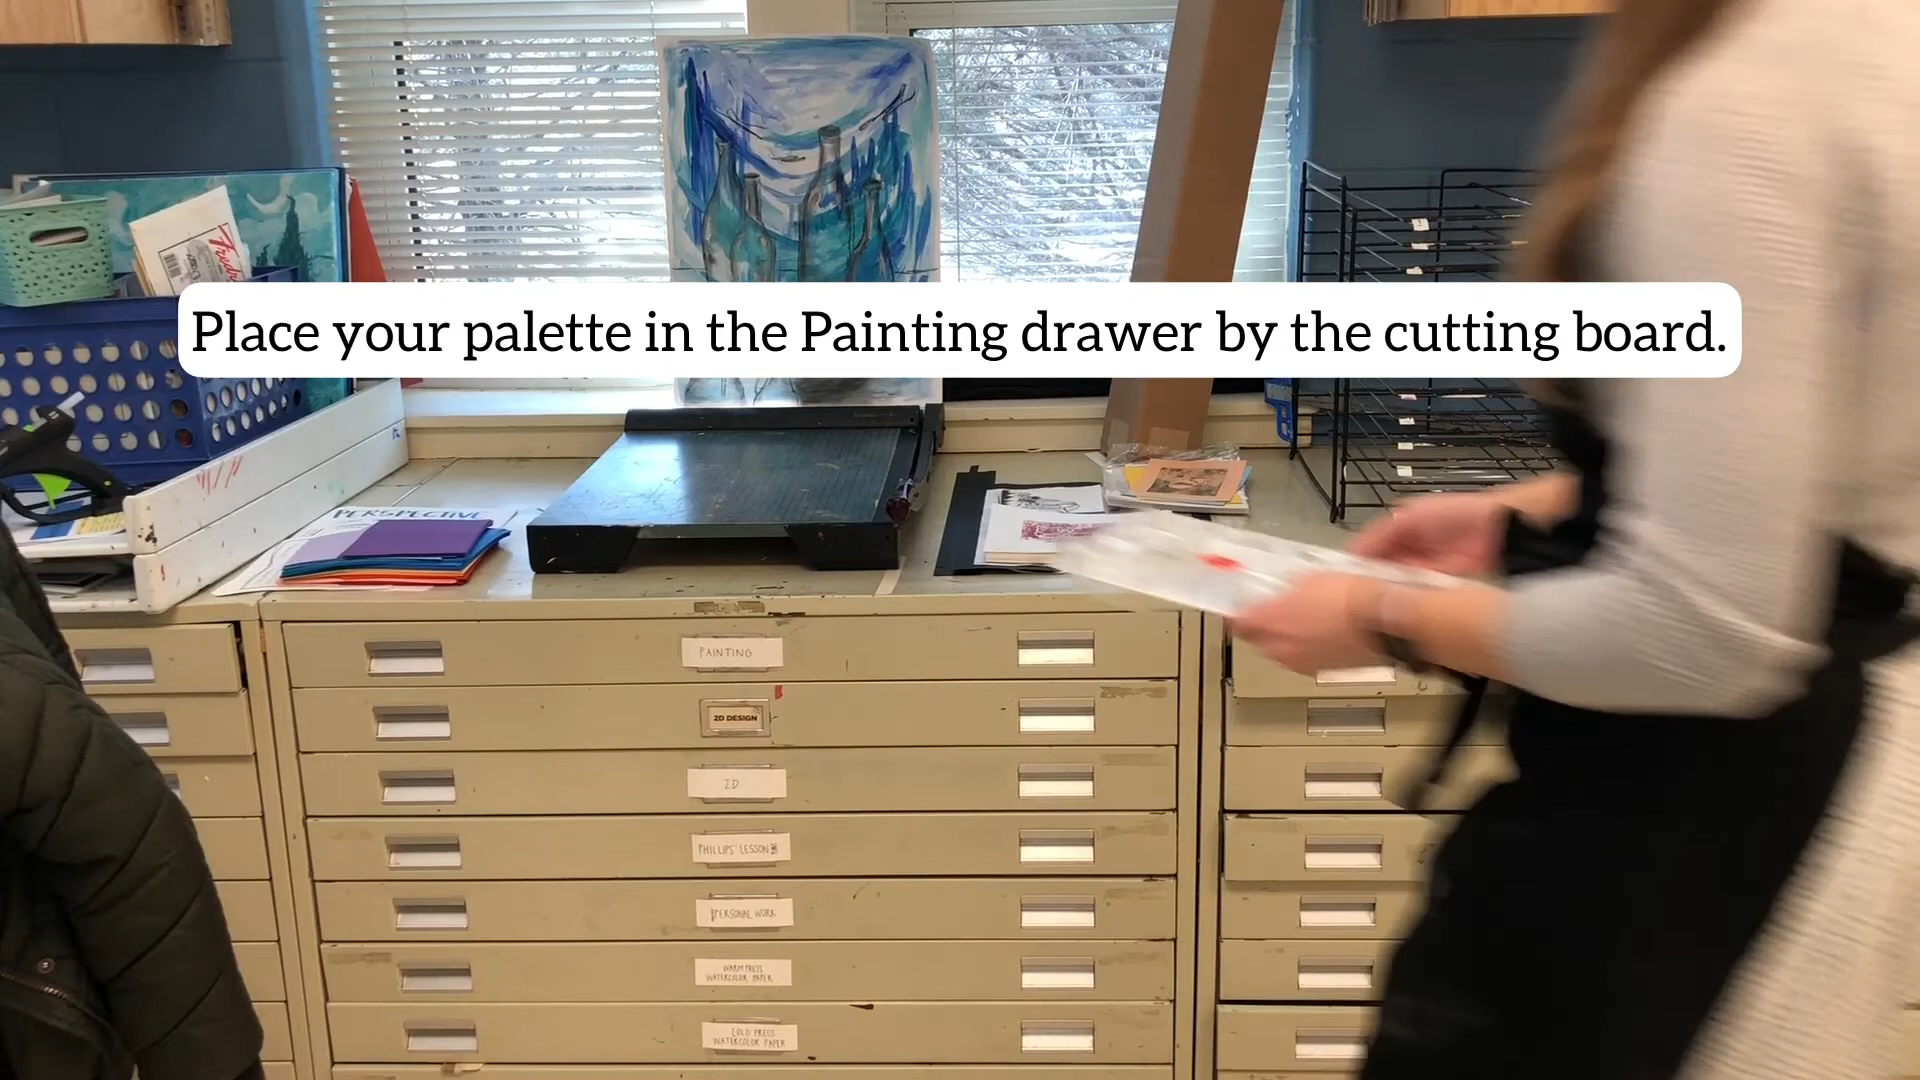 Fredrix
Place your palette in the Painting drawer by the cutting board.
PERSPECTIVE
PAINTING
2D DESIGN
2D
PHILLIPS' LESSONS
PERSONAL WORK
WARM PRESS
WATERCOLOR PAPER
COLD PRESS
WATERCOLOR PAPER